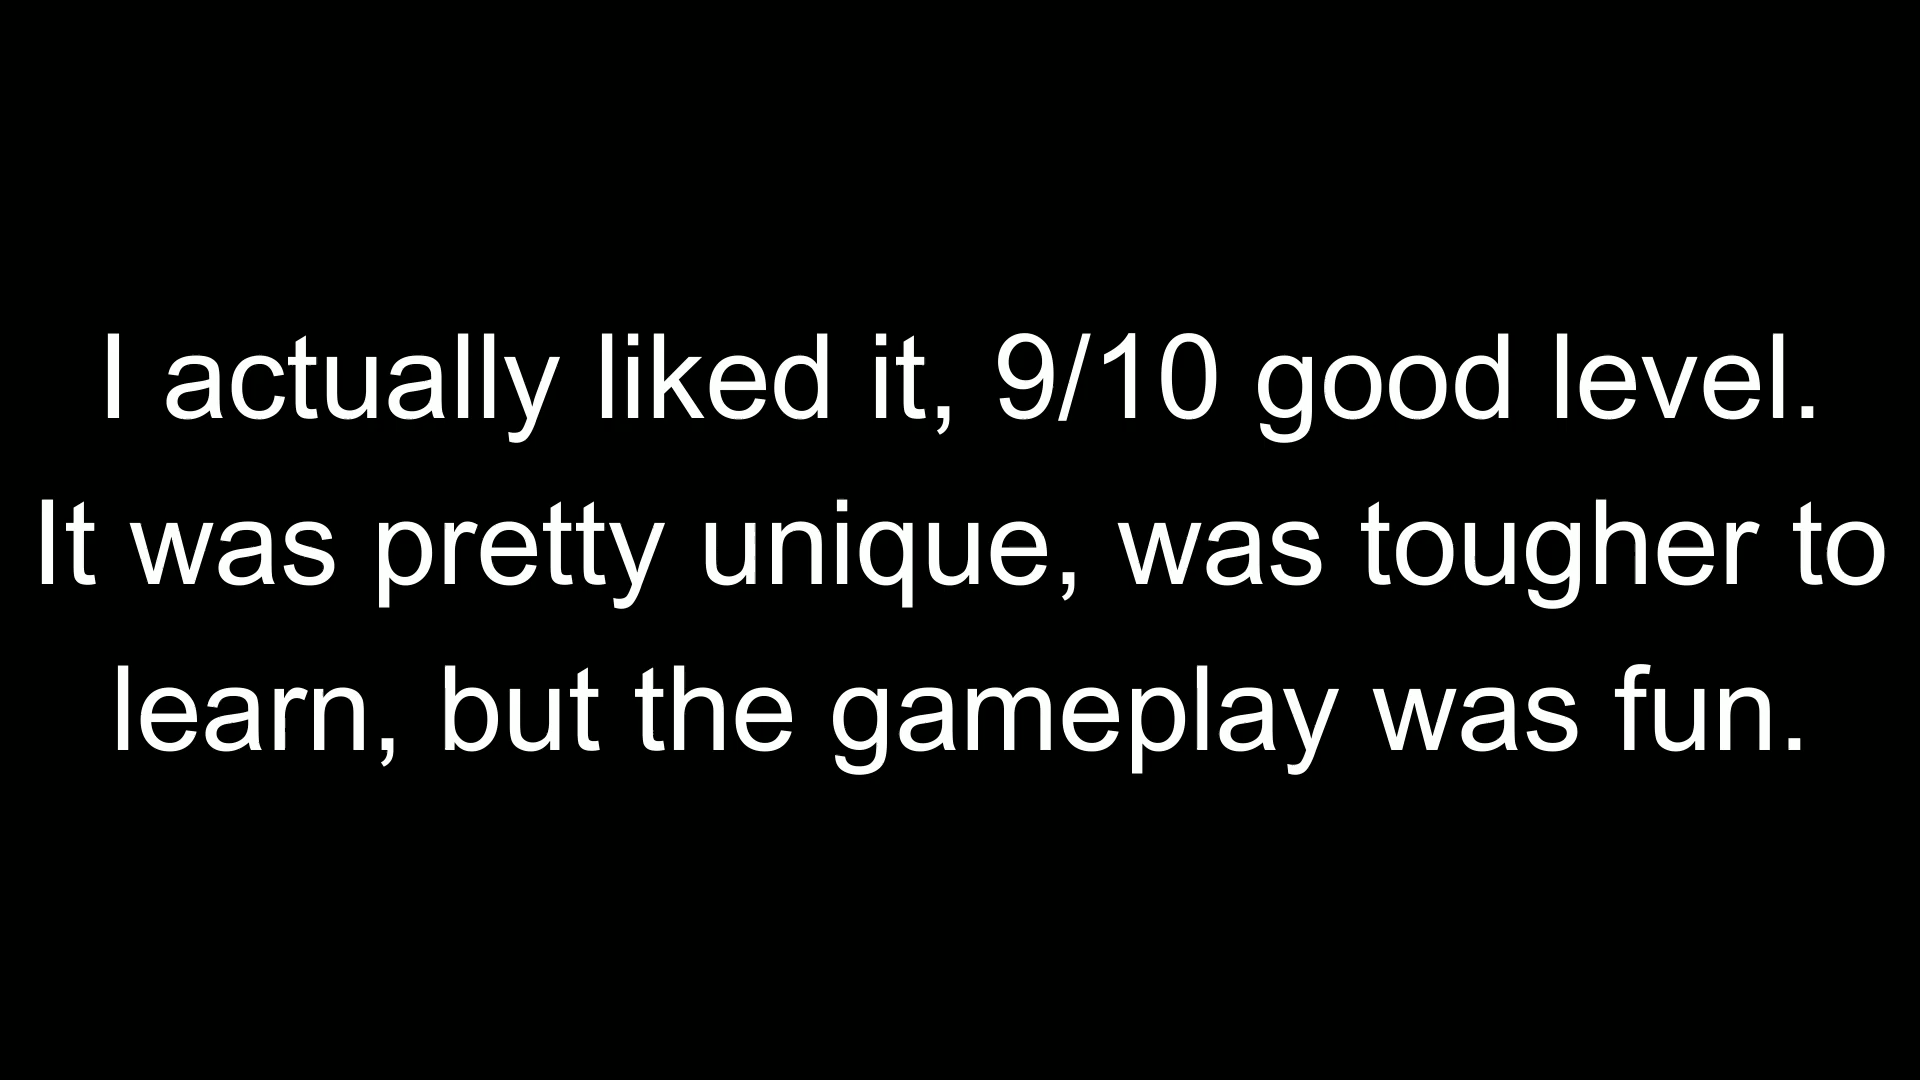 I actually liked it, 9/10 good level.
It was pretty unique, was tougher to
learn, but the gameplay was fun.